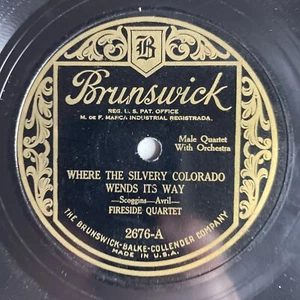 B
Brunswick
REG. U. S. PAT. OFFICE
M. DE F. MARCA INDUSTRIAL REGISTRADA.
Male Quartet
With Orchestra
WHERE THE SILVERY COLORADO
WENDS ITS WAY
—Scoggins—Avril—
FIRESIDE QUARTET
2676-A
THE BRUNSWICK-BALKE-COLLENDER COMPANY
MADE IN U.S.A.